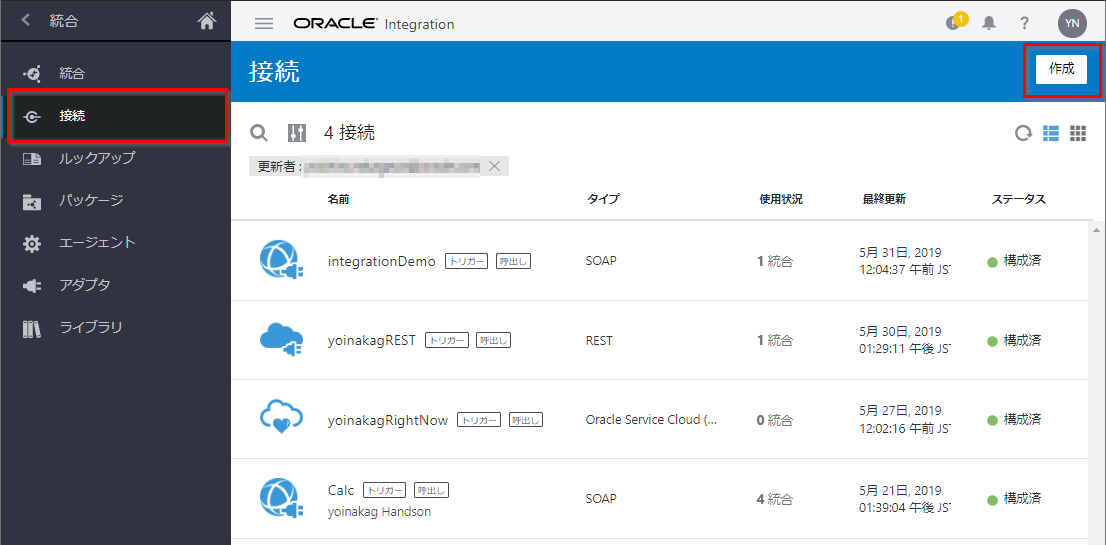 統合
ORACLE Integration
1
?
YN
統合
接続
ルックアップ
パッケージ
エージェント
アダプタ
ライブラリ
接続
作成
4 接続
更新者 :
名前 タイプ 使用状況 最終更新 ステータス
integrationDemo トリガー 呼出し SOAP 1 統合 5月 31日, 2019 構成済
12:04:37 午前 JST
yoinakagREST トリガー 呼出し REST 1 統合 5月 30日, 2019 構成済
01:29:11 午後 JST
yoinakagRightNow トリガー 呼出し Oracle Service Cloud (... 0 統合 5月 27日, 2019 構成済
12:02:16 午前 JST
Calc トリガー 呼出し SOAP 4 統合 5月 21日, 2019 構成済
yoinakag Handson 01:39:04 午後 JST